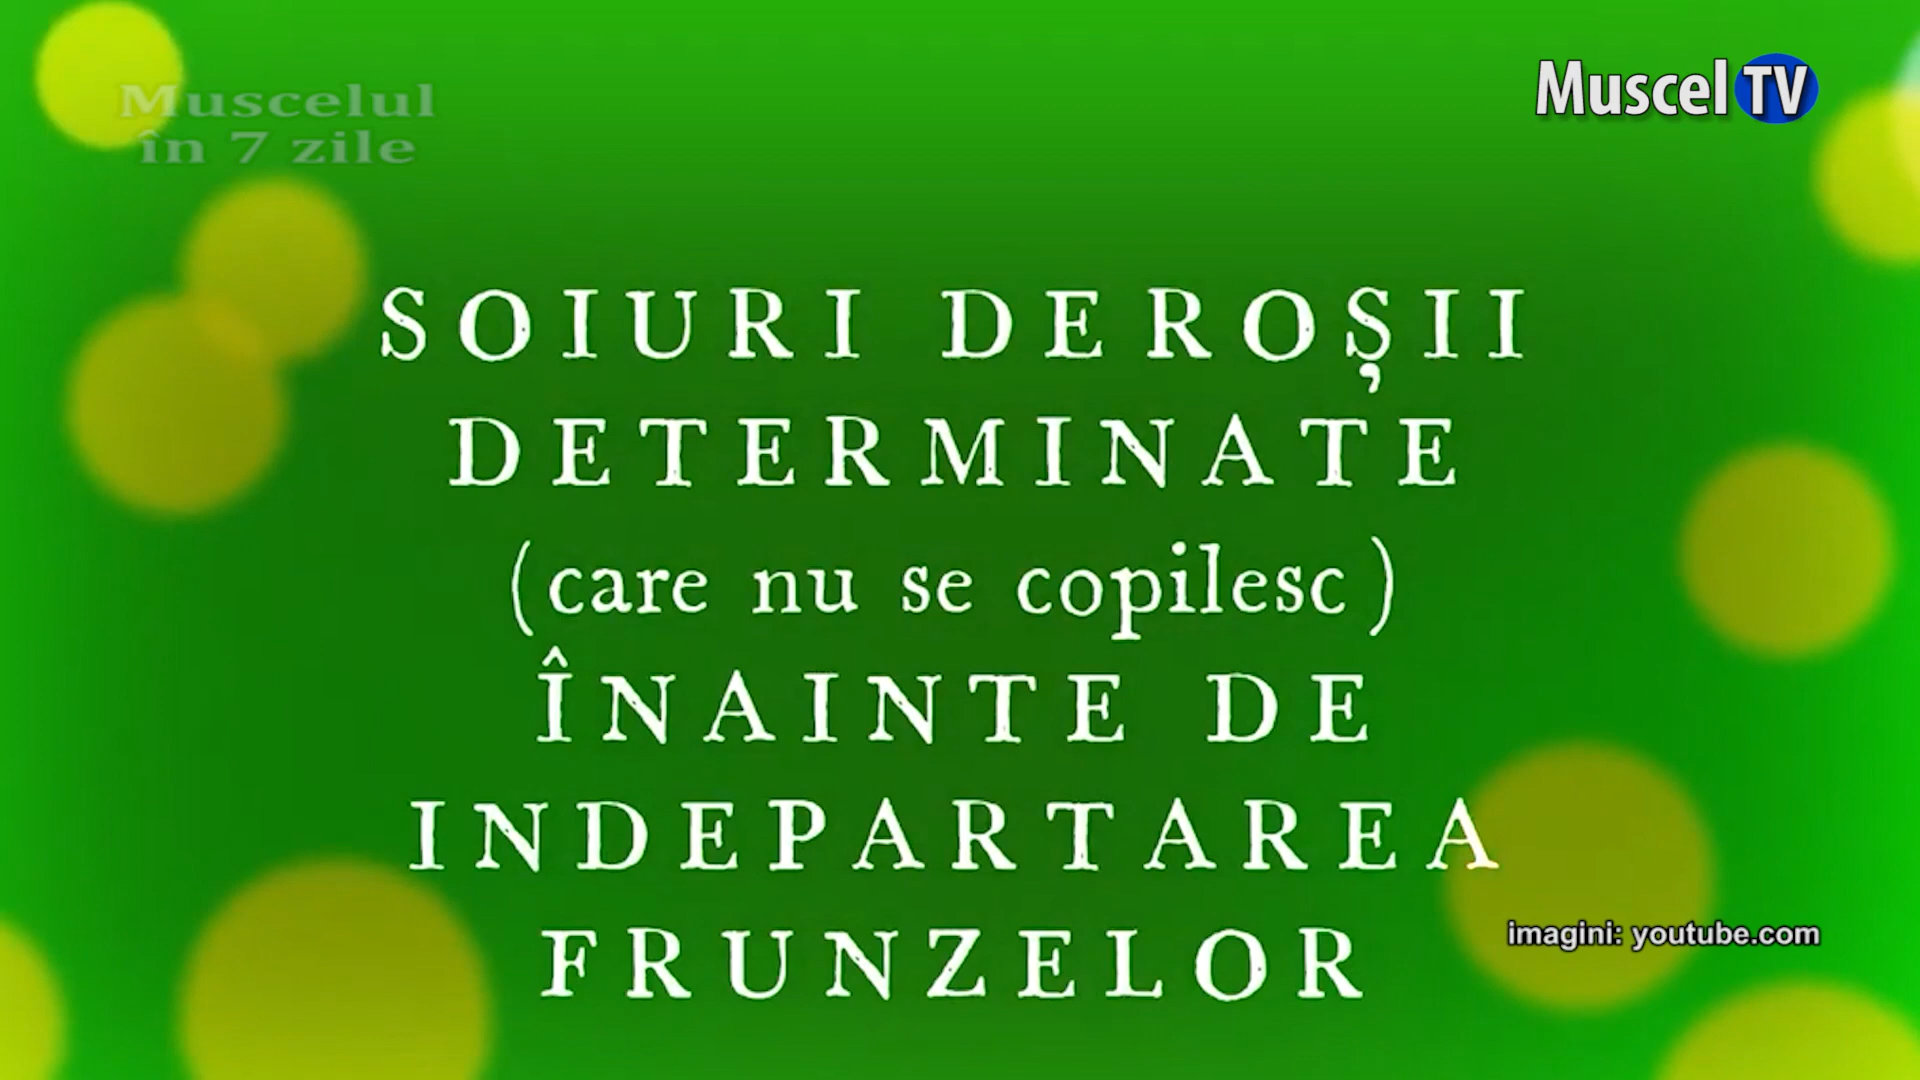 Muscelul
în 7 zile
Muscel TV
SOIURI DEROȘII
DETERMINATE
(care nu se copilesc)
ÎNAINTE DE
INDEPARTAREA
FRUNZELOR
imagini: youtube.com